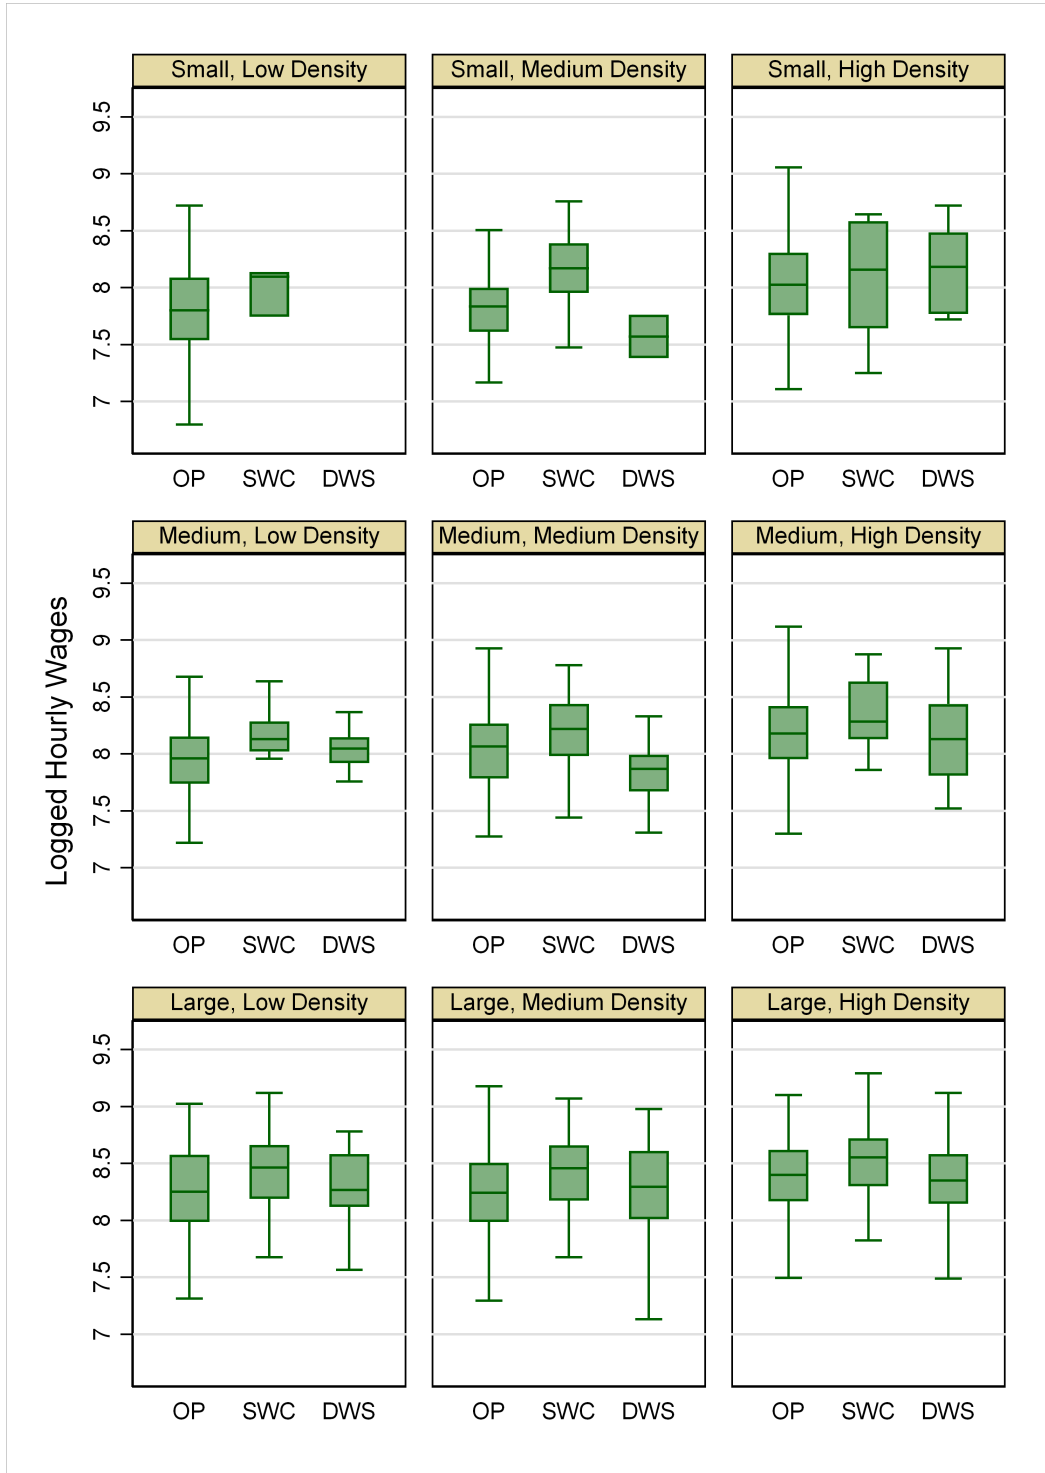 Small, Low Density
Small, Medium Density
Small, High Density
9.5
9
8.5
8
7.5
7
OP SWC DWS
OP SWC DWS
OP SWC DWS
Medium, Low Density
Medium, Medium Density
Medium, High Density
Logged Hourly Wages
9.5
9
8.5
8
7.5
7
OP SWC DWS
OP SWC DWS
OP SWC DWS
Large, Low Density
Large, Medium Density
Large, High Density
9.5
9
8.5
8
7.5
7
OP SWC DWS
OP SWC DWS
OP SWC DWS